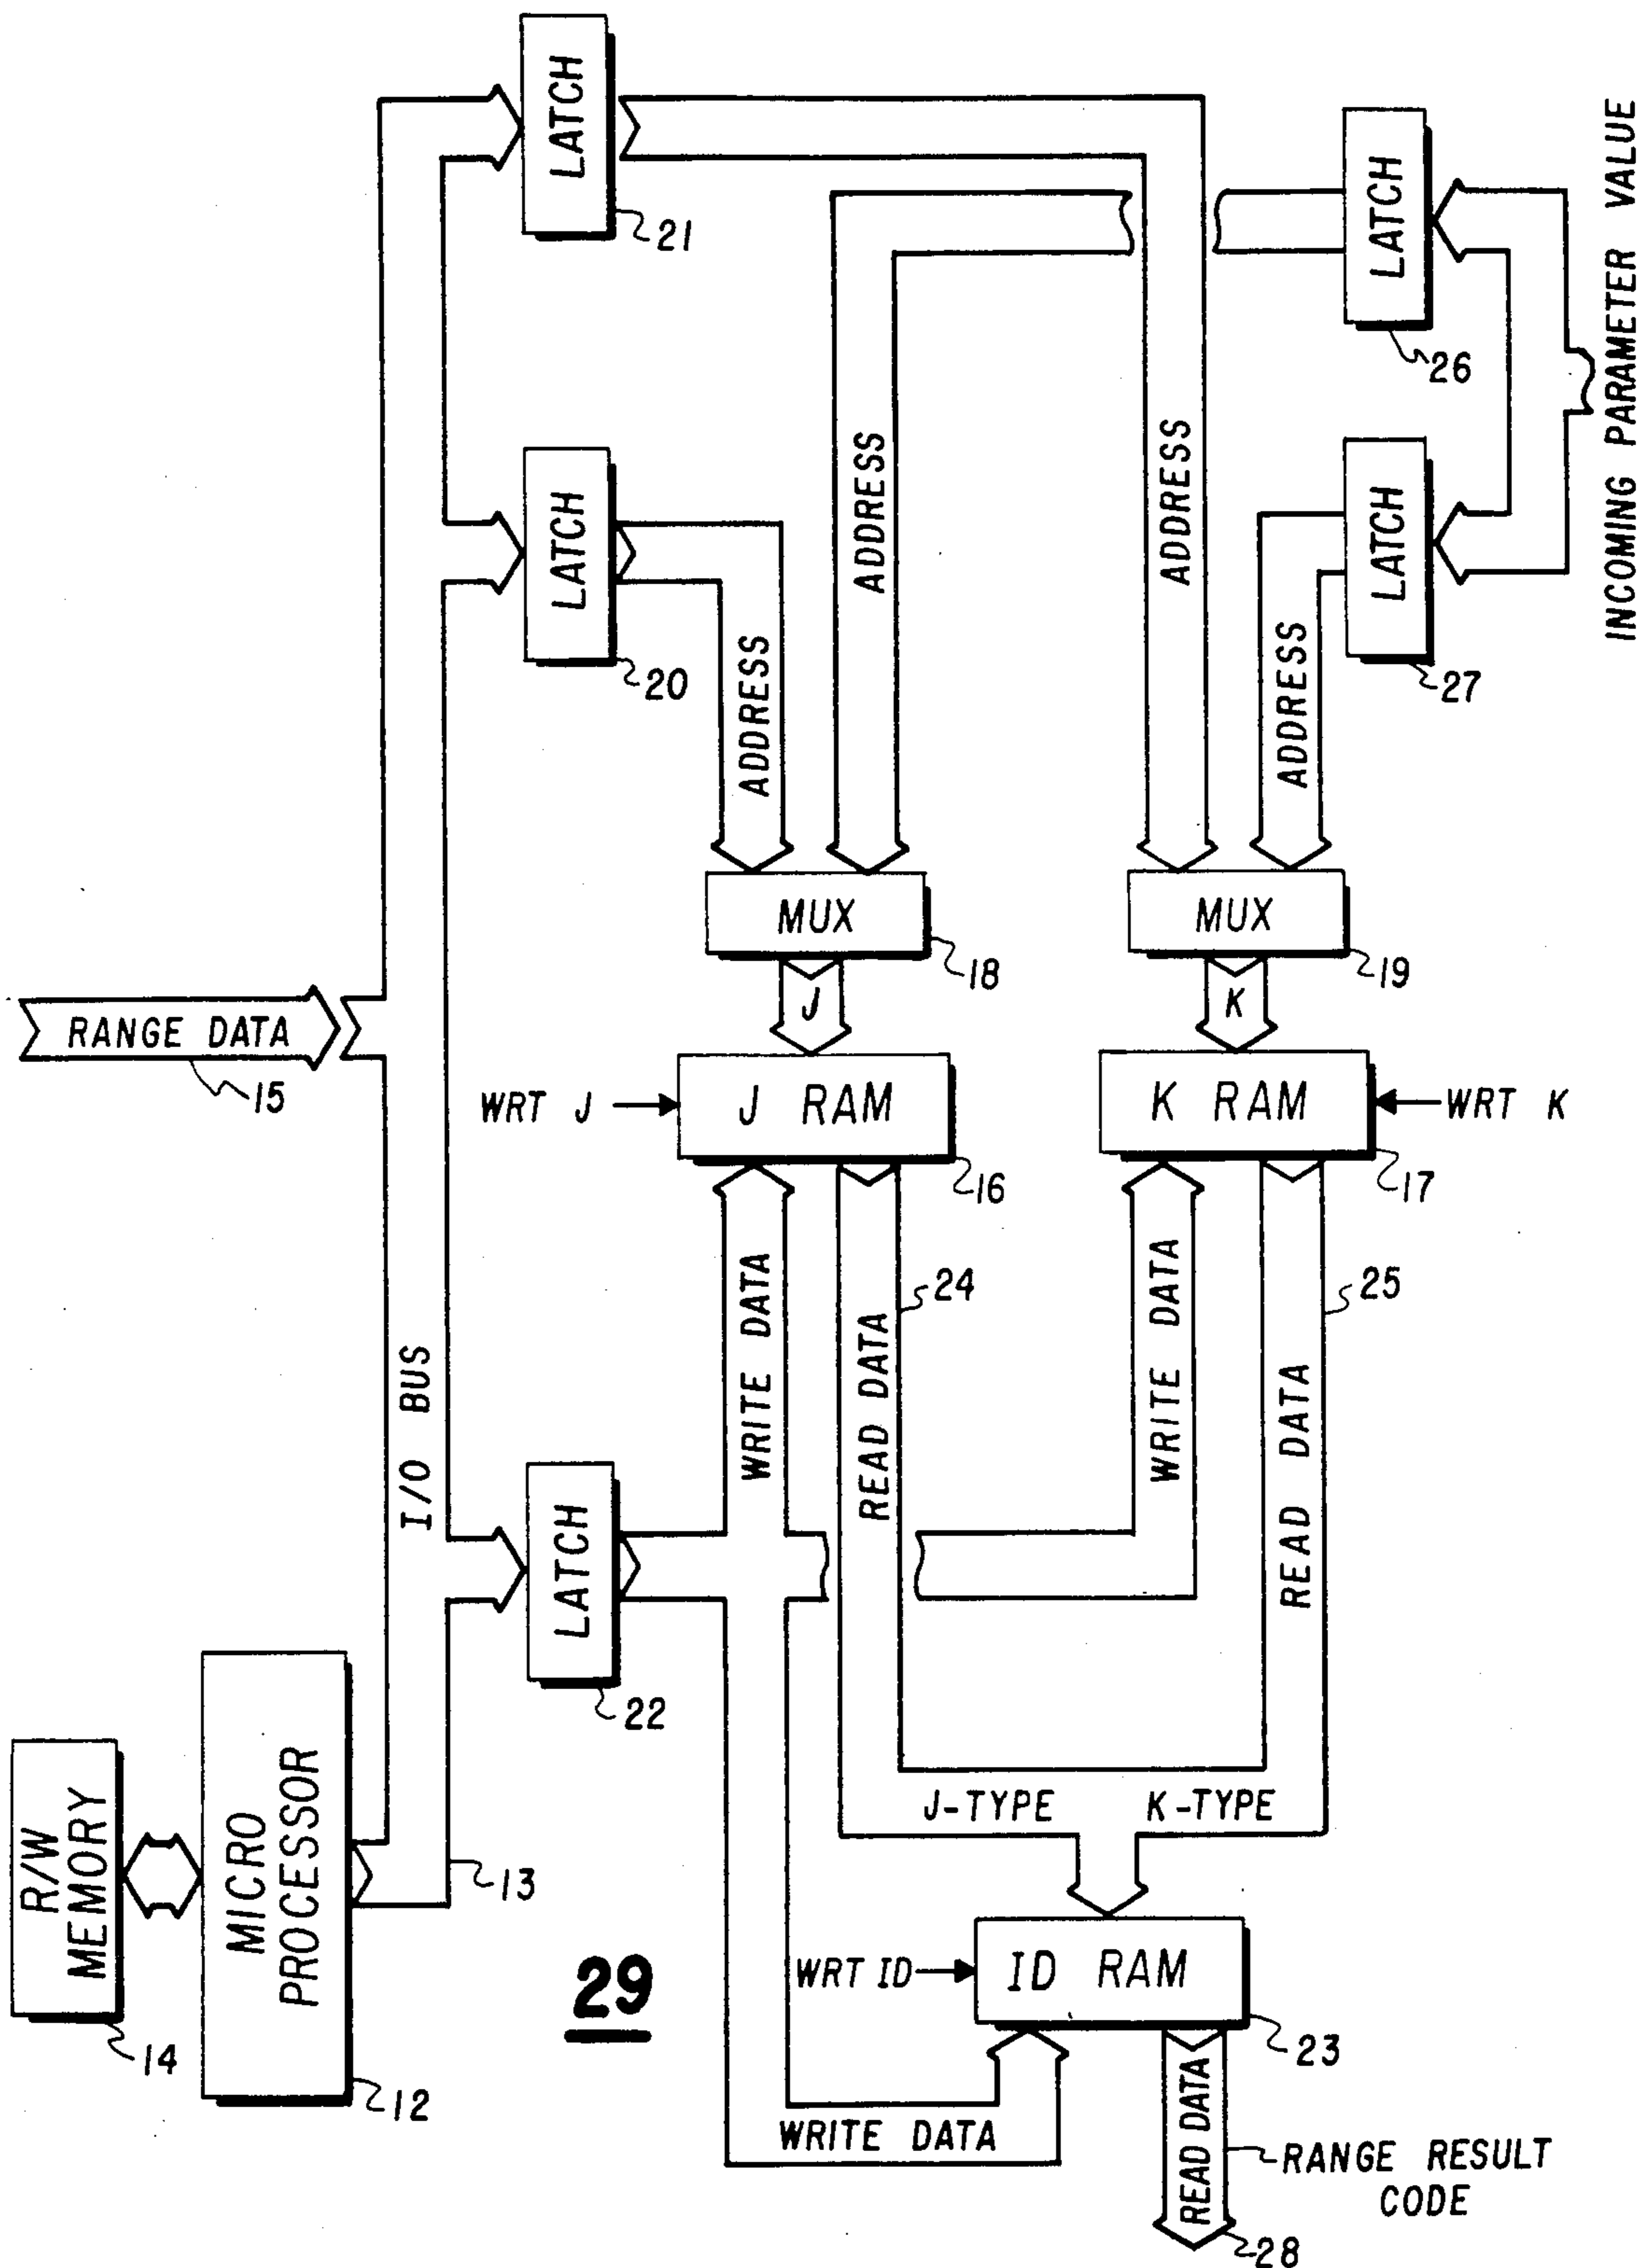 LATCH
21
LATCH
26
INCOMING PARAMETER VALUE
LATCH
20
ADDRESS
ADDRESS
ADDRESS
LATCH
27
ADDRESS
MUX
18
MUX
19
RANGE DATA
15
J
K
WRT J
J RAM
16
K RAM
17
WRT K
I/O BUS
WRITE DATA
READ DATA
24
WRITE DATA
READ DATA
25
LATCH
22
R/W
MEMORY
14
MICRO
PROCESSOR
12
13
J-TYPE
K-TYPE
29
WRT ID
ID RAM
23
WRITE DATA
READ DATA
RANGE RESULT
CODE
28